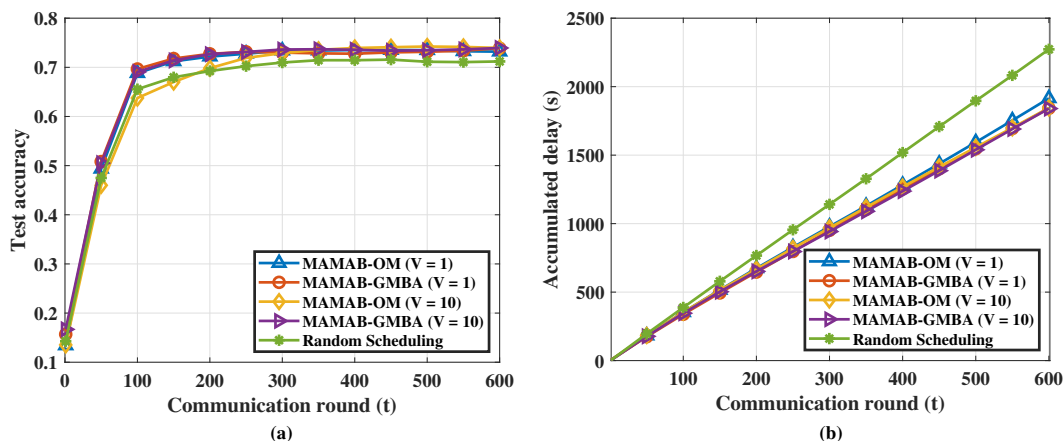 0.8
0.7
0.6
0.5
0.4
0.3
0.2
0.1
Test accuracy
0 100 200 300 400 500 600
Communication round (t)
MAMAB-OM (V = 1)
MAMAB-GMBA (V = 1)
MAMAB-OM (V = 10)
MAMAB-GMBA (V = 10)
Random Scheduling
(a)
2500
2000
1500
1000
500
0
Accumulated delay (s)
100 200 300 400 500 600
Communication round (t)
MAMAB-OM (V = 1)
MAMAB-GMBA (V = 1)
MAMAB-OM (V = 10)
MAMAB-GMBA (V = 10)
Random Scheduling
(b)